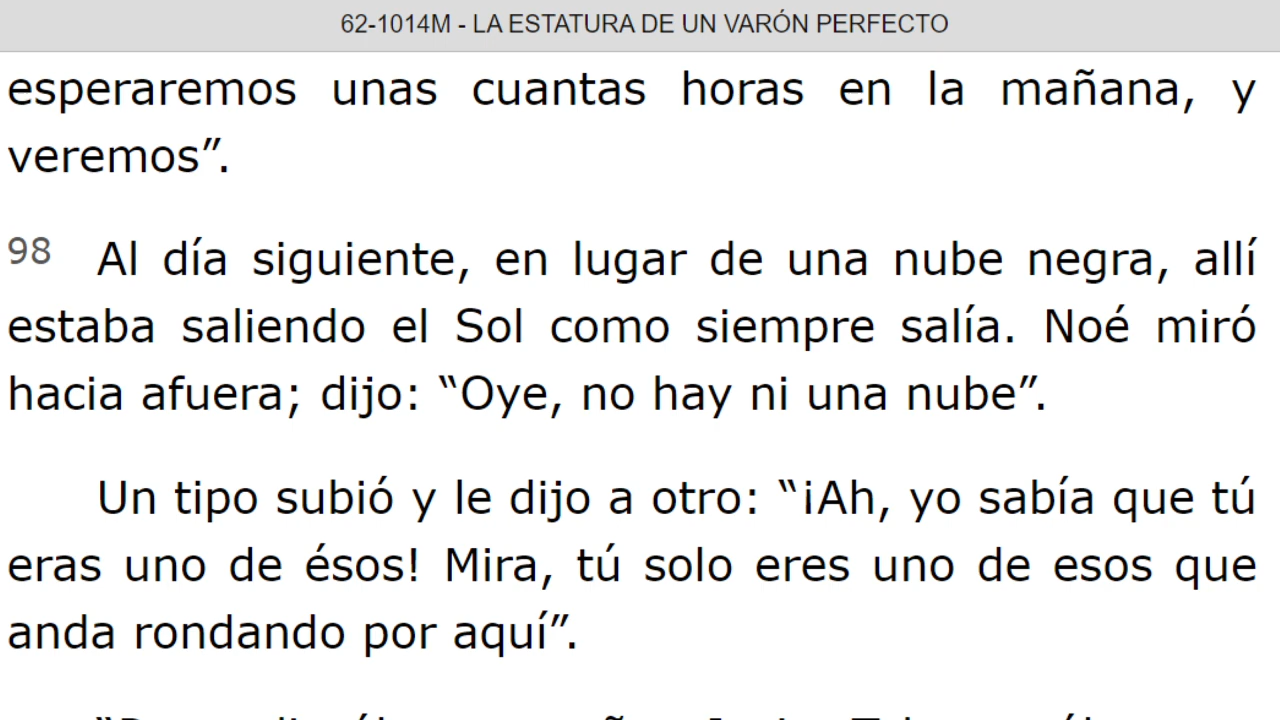 62-1014M - LA ESTATURA DE UN VARÓN PERFECTO
esperaremos unas cuantas horas en la mañana, y
veremos”.
98 Al día siguiente, en lugar de una nube negra, allí
estaba saliendo el Sol como siempre salía. Noé miró
hacia afuera; dijo: “Oye, no hay ni una nube”.
Un tipo subió y le dijo a otro: “¡Ah, yo sabía que tú
eras uno de ésos! Mira, tú solo eres uno de esos que
anda rondando por aquí”.